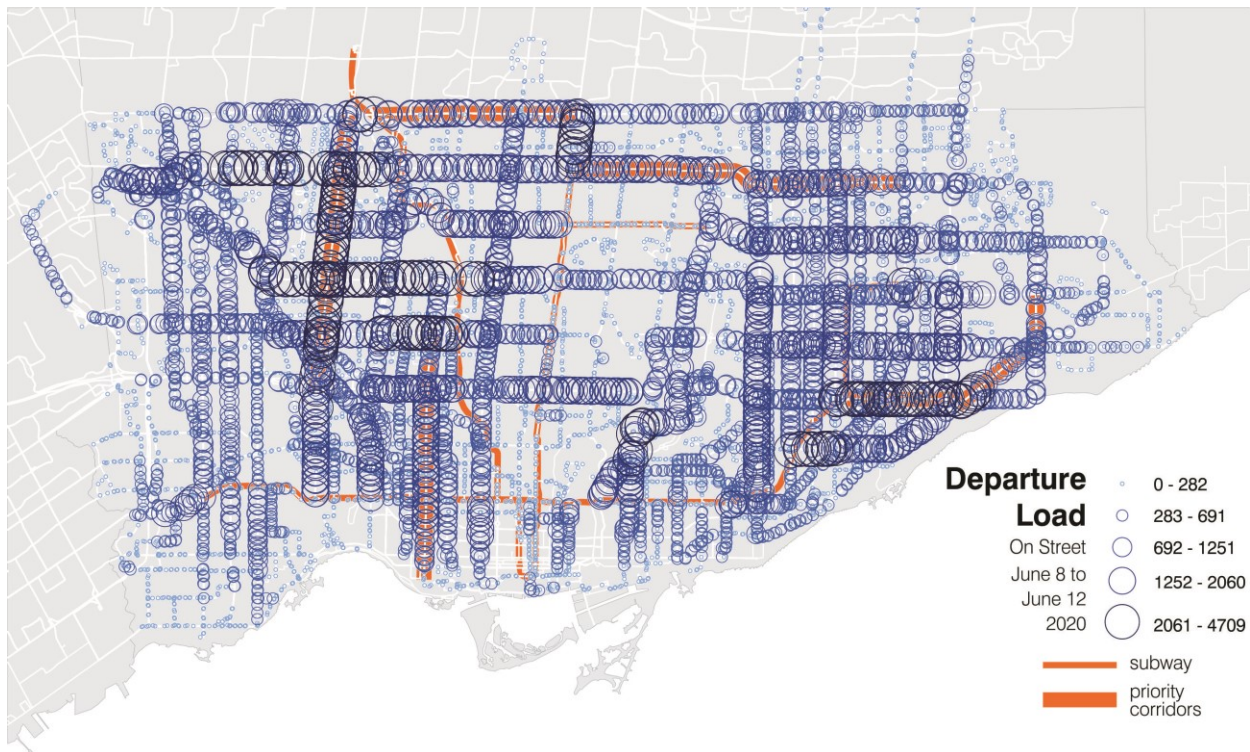 Departure
Load
On Street
June 8 to
June 12
2020
0 - 282
283 - 691
692 - 1251
1252 - 2060
2061 - 4709
subway
priority
corridors